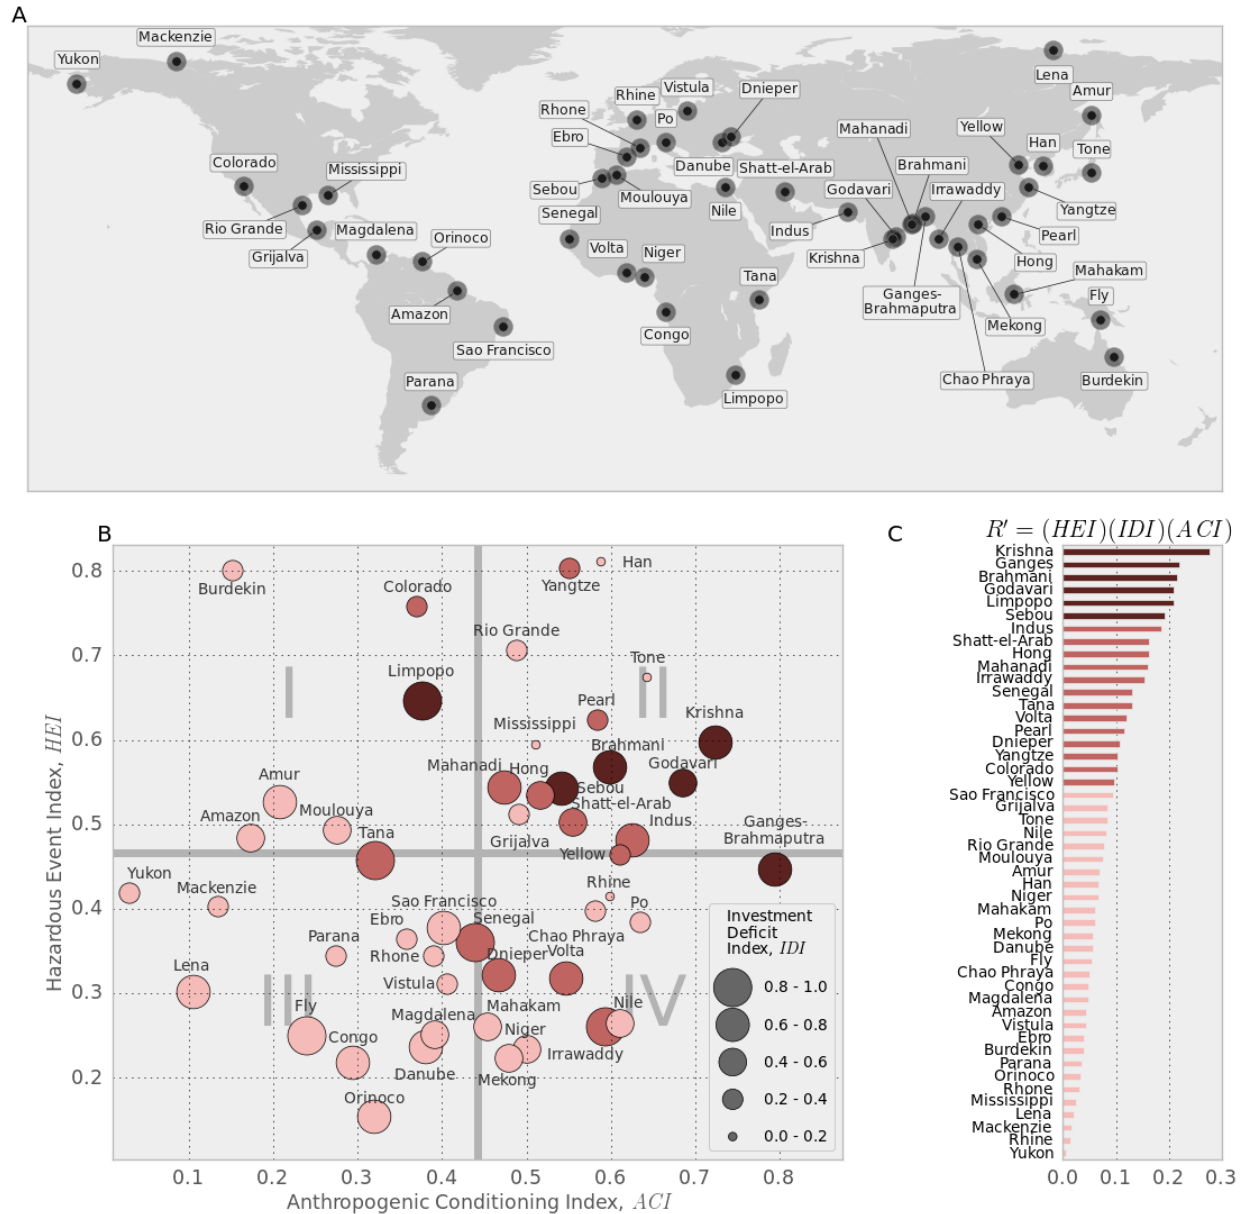 A
Mackenzie
Yukon
Lena
Amur
Vistula
Dnieper
Rhine
Rhone
Po
Ebro
Mahanadi
Yellow
Han
Tone
Colorado
Mississippi
Danube
Shatt-el-Arab
Brahmani
Sebou
Moulouya
Godavari
Irrawaddy
Senegal
Nile
Yangtze
Rio Grande
Magdalena
Orinoco
Indus
Pearl
Grijalva
Volta
Niger
Krishna
Hong
Tana
Mahakam
Amazon
Ganges-
Brahmaputra
Fly
Congo
Mekong
Sao Francisco
Parana
Chao Phraya
Burdekin
Limpopo
B
Hazardous Event Index, HEI
0.8
0.7
0.6
0.5
0.4
0.3
0.2
I
II
III
IV
Burdekin
Colorado
Yangtze
Han
Rio Grande
Tone
Limpopo
Pearl
Krishna
Mississippi
Brahmani
Mahanadi
Hong
Godavari
Amur
Sebou
Moulouya
Shatt-el-Arab
Amazon
Indus
Ganges-
Brahmaputra
Tana
Grijalva
Yellow
Yukon
Mackenzie
Rhine
Sao Francisco
Po
Ebro
Senegal
Parana
Chao Phraya
Rhone
Dnieper
Volta
Lena
Vistula
Fly
Magdalena
Mahakam
Nile
Congo
Niger
Irrawaddy
Danube
Mekong
Orinoco
Investment
Deficit
Index, IDI
0.8 - 1.0
0.6 - 0.8
0.4 - 0.6
0.2 - 0.4
0.0 - 0.2
0.1 0.2 0.3 0.4 0.5 0.6 0.7 0.8
Anthropogenic Conditioning Index, ACI
C
R′ = (HEI)(IDI)(ACI)
Krishna
Ganges
Brahmani
Godavari
Limpopo
Sebou
Indus
Shatt-el-Arab
Hong
Mahanadi
Irrawaddy
Senegal
Tana
Volta
Pearl
Dnieper
Yangtze
Colorado
Yellow
Sao Francisco
Grijalva
Tone
Nile
Rio Grande
Moulouya
Amur
Han
Niger
Mahakam
Po
Mekong
Danube
Fly
Chao Phraya
Congo
Magdalena
Amazon
Vistula
Ebro
Burdekin
Parana
Orinoco
Rhone
Mississippi
Lena
Mackenzie
Rhine
Yukon
0.0 0.1 0.2 0.3